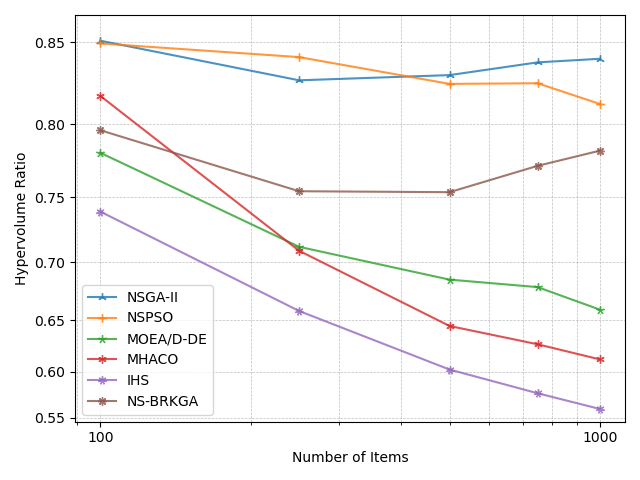 0.85
0.80
0.75
0.70
0.65
0.60
0.55
Hypervolume Ratio
NSGA-II
NSPSO
MOEA/D-DE
MHACO
IHS
NS-BRKGA
100
1000
Number of Items